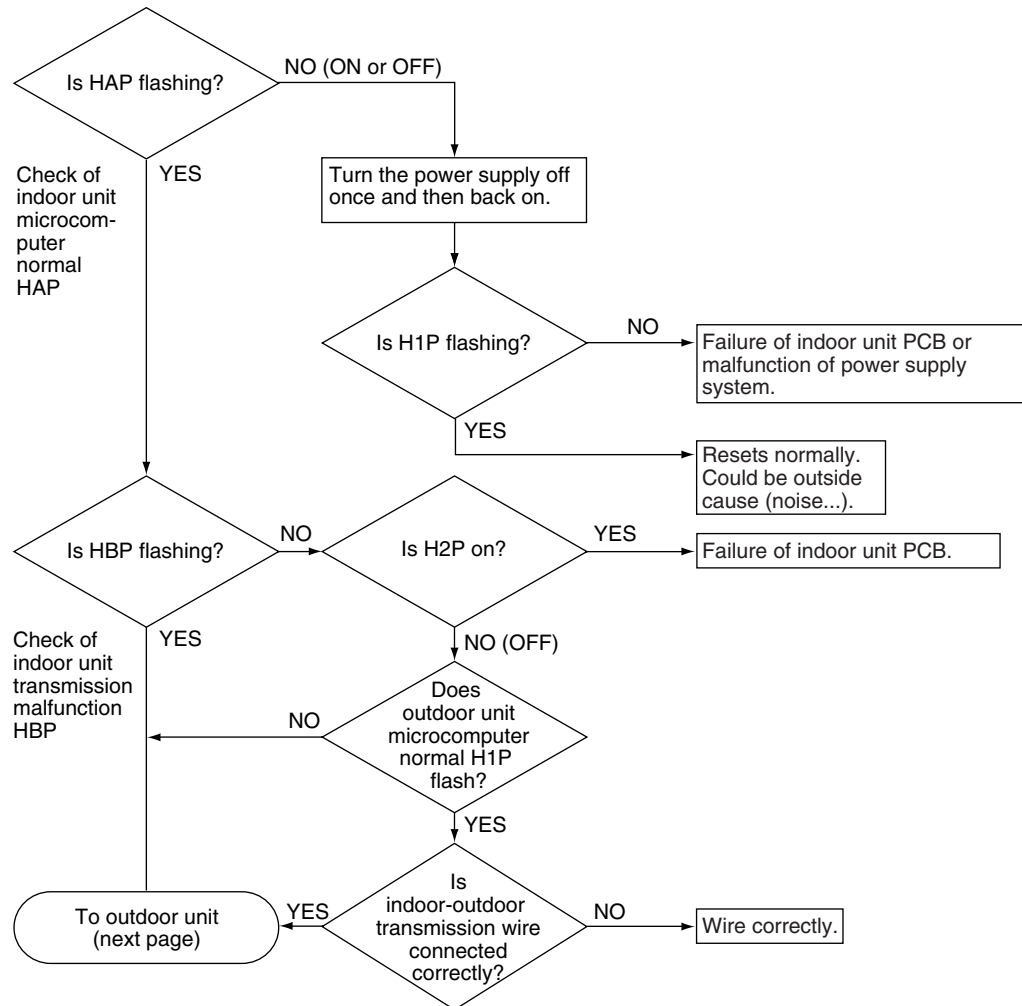 Is HAP flashing?
NO (ON or OFF)
YES
Check of
indoor unit
microcom-
puter
normal
HAP
Turn the power supply off
once and then back on.
Is H1P flashing?
NO
Failure of indoor unit PCB or
malfunction of power supply
system.
YES
Resets normally.
Could be outside
cause (noise...).
Is HBP flashing?
NO
Is H2P on?
YES
Failure of indoor unit PCB.
YES
Check of
indoor unit
transmission
malfunction
HBP
NO (OFF)
Does
outdoor unit
microcomputer
normal H1P
flash?
NO
YES
Is
indoor-outdoor
transmission wire
connected
correctly?
YES
To outdoor unit
(next page)
NO
Wire correctly.